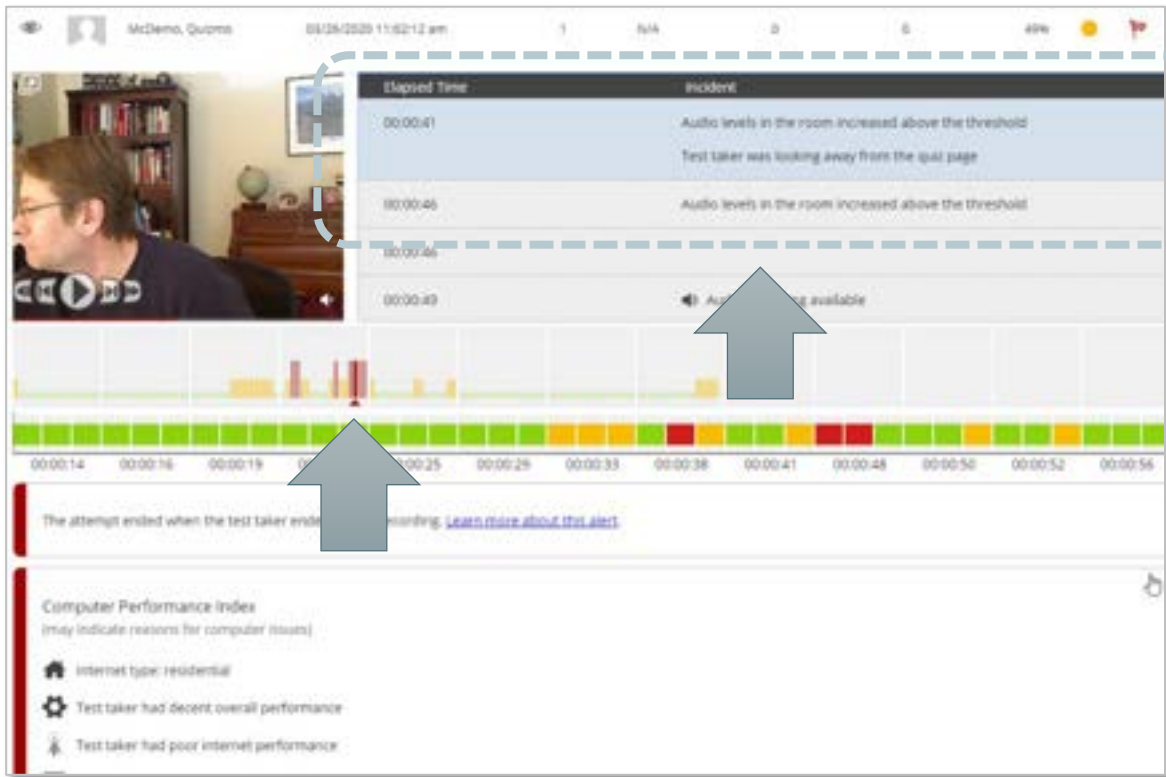 McDemo, Quomo 03/26/2020 11:02:12 am 1 N/A 0 49%
Elapsed Time Incident
00:00:41 Audio levels in the room increased above the threshold
Test taker was looking away from the quiz page
00:00:46 Audio levels in the room increased above the threshold
00:00:46
00:00:49 available
00:00:14 00:00:16 00:00:19 00:00:25 00:00:29 00:00:33 00:00:38 00:00:41 00:00:48 00:00:50 00:00:52 00:00:56
The attempt ended when the test taker ende ecording. Learn more about this alert.
Computer Performance Index
(may indicate reasons for computer issues)
Internet type: residential
Test taker had decent overall performance
Test taker had poor internet performance